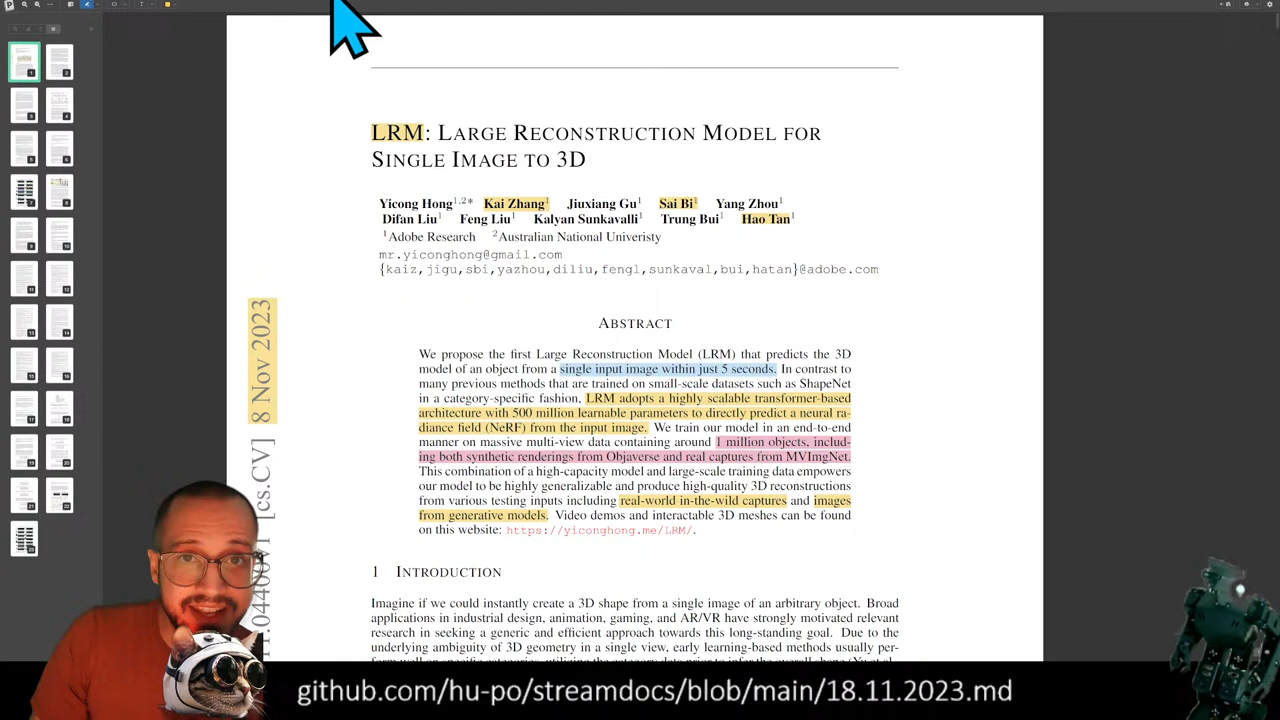 LRM: LARGE RECONSTRUCTION MODEL FOR
SINGLE IMAGE TO 3D
Yicong Hong1,2* Kai Zhang1 Jiuxiang Gu1 Sai Bi1 Yang Zhou1
Difan Liu1 Feng Liu1 Kalyan Sunkavalli1 Trung Bui1 Hao Tan1
1Adobe Research 2Australian National Univeristy
mr.yiconghong@gmail.com
{kaiz,jigu,sbi,yazhou,diliu,fengl,sunkaval,bui,hatan}@adobe.com
ABSTRACT
We propose the first Large Reconstruction Model (LRM) that predicts the 3D
model of an object from a single input image within just 5 seconds. In contrast to
many previous methods that are trained on small-scale datasets such as ShapeNet
in a category-specific fashion, LRM adopts a highly scalable transformer-based
architecture with 500 million learnable parameters to directly predict a neural ra-
diance field (NeRF) from the input image. We train our model in an end-to-end
manner on massive multi-view data containing around 1 million objects, includ-
ing both synthetic renderings from Objaverse and real captures from MVImgNet.
This combination of a high-capacity model and large-scale training data empowers
our model to be highly generalizable and produce high-quality 3D reconstructions
from various testing inputs including real-world in-the-wild captures and images
from generative models. Video demos and interactable 3D meshes can be found
on this website: https://yiconghong.me/LRM/.
1 INTRODUCTION
Imagine if we could instantly create a 3D shape from a single image of an arbitrary object. Broad
applications in industrial design, animation, gaming, and AR/VR have strongly motivated relevant
research in seeking a generic and efficient approach towards this long-standing goal. Due to the
underlying ambiguity of 3D geometry in a single view, early learning-based methods usually per-
[cs.CV] 8 Nov 2023
github.com/hu-po/streamdocs/blob/main/18.11.2023.md